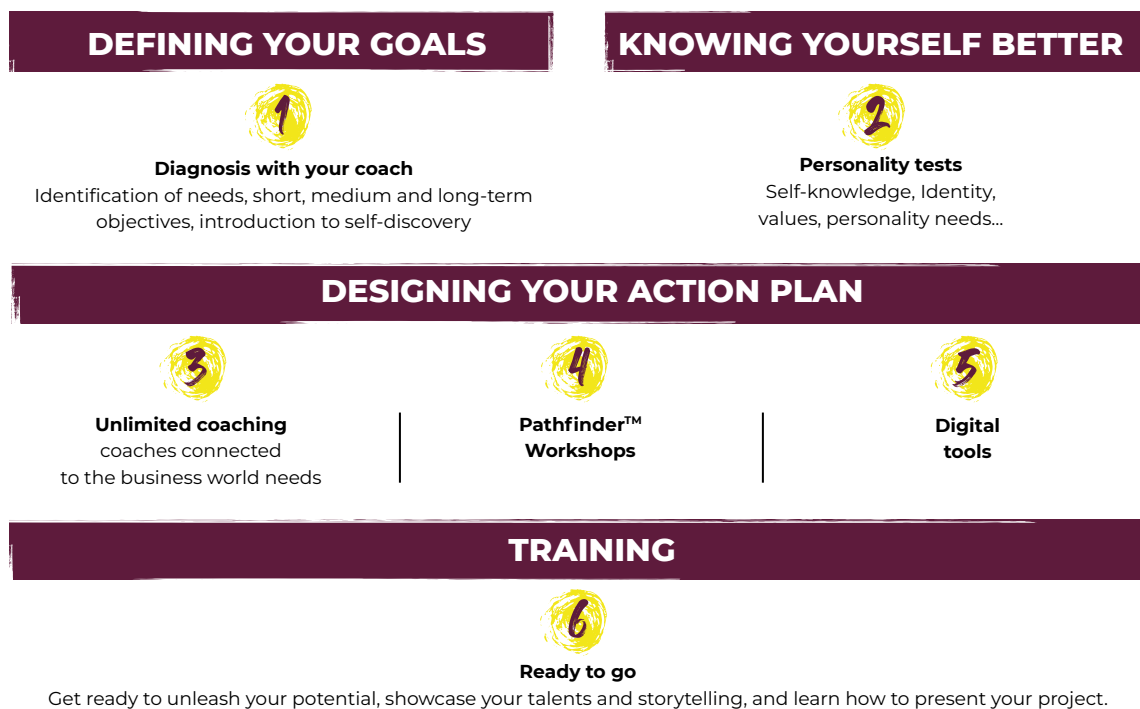 DEFINING YOUR GOALS
1
Diagnosis with your coach
Identification of needs, short, medium and long-term
objectives, introduction to self-discovery
KNOWING YOURSELF BETTER
2
Personality tests
Self-knowledge, Identity,
values, personality needs...
DESIGNING YOUR ACTION PLAN
3
Unlimited coaching
coaches connected
to the business world needs
4
Pathfinder™
Workshops
5
Digital
tools
TRAINING
6
Ready to go
Get ready to unleash your potential, showcase your talents and storytelling, and learn how to present your project.